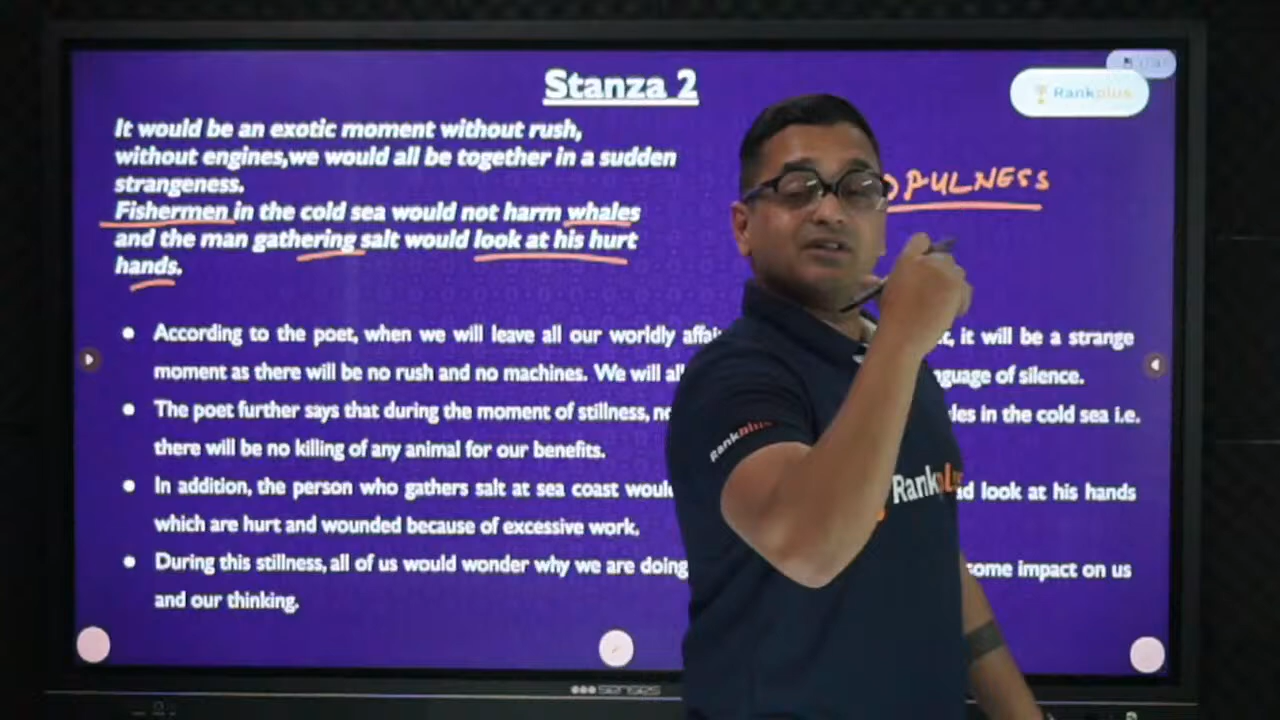 Stanza 2
Rankplus
It would be an exotic moment without rush,
without engines,we would all be together in a sudden
strangeness.
Fishermen in the cold sea would not harm whales
and the man gathering salt would look at his hurt
hands.
PULNESS
According to the poet, when we will leave all our worldly it will be a strange
moment as there will be no rush and no machines. We will of silence.
The poet further says that during the moment of stillness, in the cold sea i.e.
there will be no killing of any animal for our benefits.
In addition, the person who gathers salt at sea coast look at his hands
which are hurt and wounded because of excessive work.
During this stillness, all of us would wonder why we are doing, some impact on us
and our thinking.
Rankplus
Rankplus